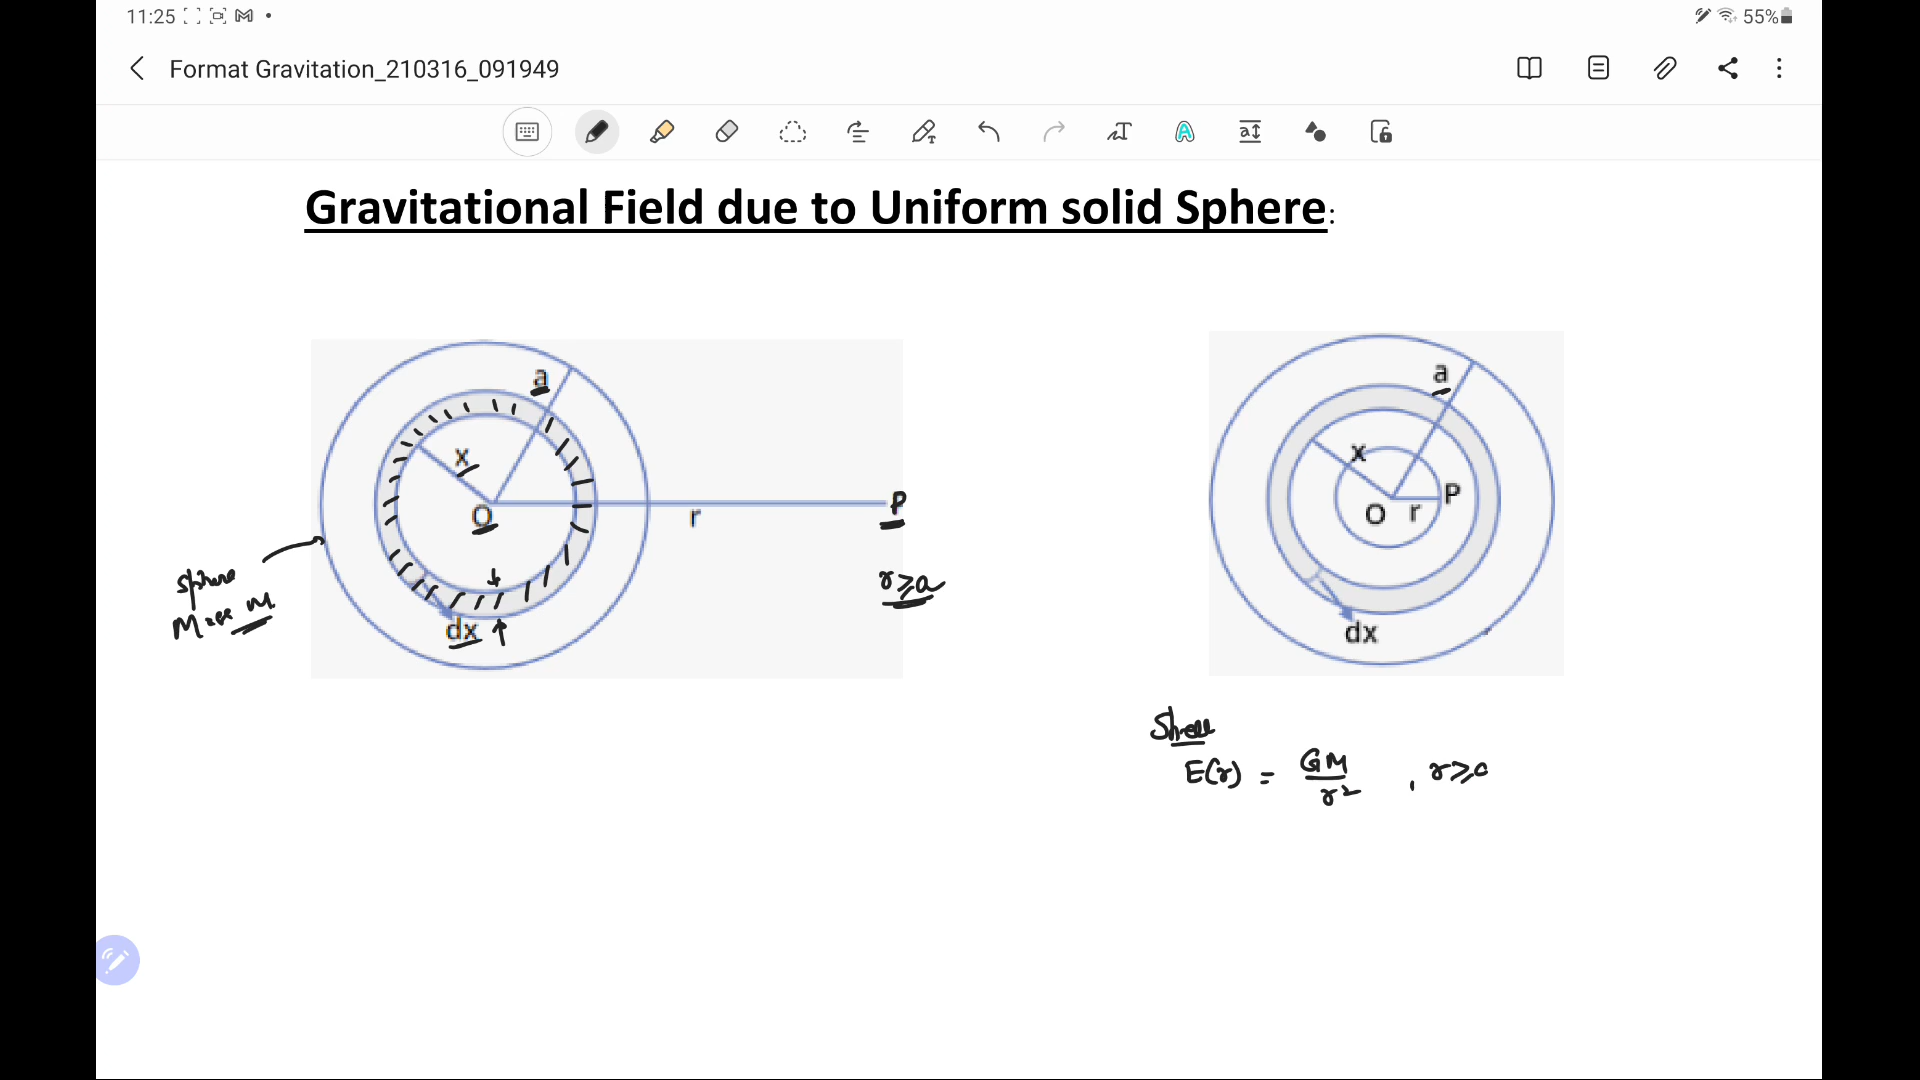 11:25
55%
Format Gravitation_210316_091949
Gravitational Field due to Uniform solid Sphere:
a
x
O
r
P
dx
r≥a
Sphere
Mass M
a
x
O
r
P
dx
Shell
E(r) = GM/r² , r≥a